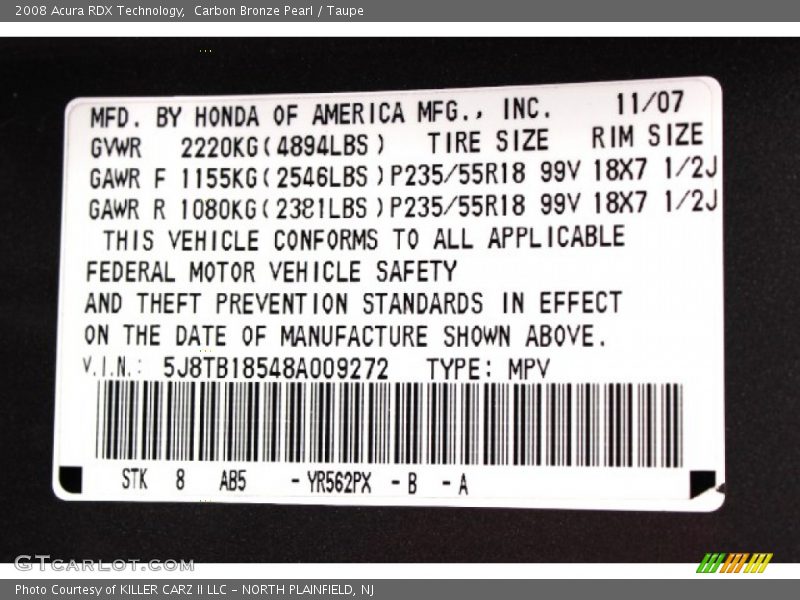 2008 Acura RDX Technology,  Carbon Bronze Pearl / Taupe
MFD. BY HONDA OF AMERICA MFG., INC. 11/07
GVWR 2220KG(4894LBS) TIRE SIZE RIM SIZE
GAWR F 1155KG(2546LBS)P235/55R18 99V 18X7 1/2J
GAWR R 1080KG(2381LBS)P235/55R18 99V 18X7 1/2J
THIS VEHICLE CONFORMS TO ALL APPLICABLE
FEDERAL MOTOR VEHICLE SAFETY
AND THEFT PREVENTION STANDARDS IN EFFECT
ON THE DATE OF MANUFACTURE SHOWN ABOVE.
V.I.N.: 5J8TB18548A009272 TYPE: MPV
STK 8 AB5 -YR562PX -B -A
GTCARLOT.COM
Photo Courtesy of KILLER CARZ II LLC - NORTH PLAINFIELD, NJ